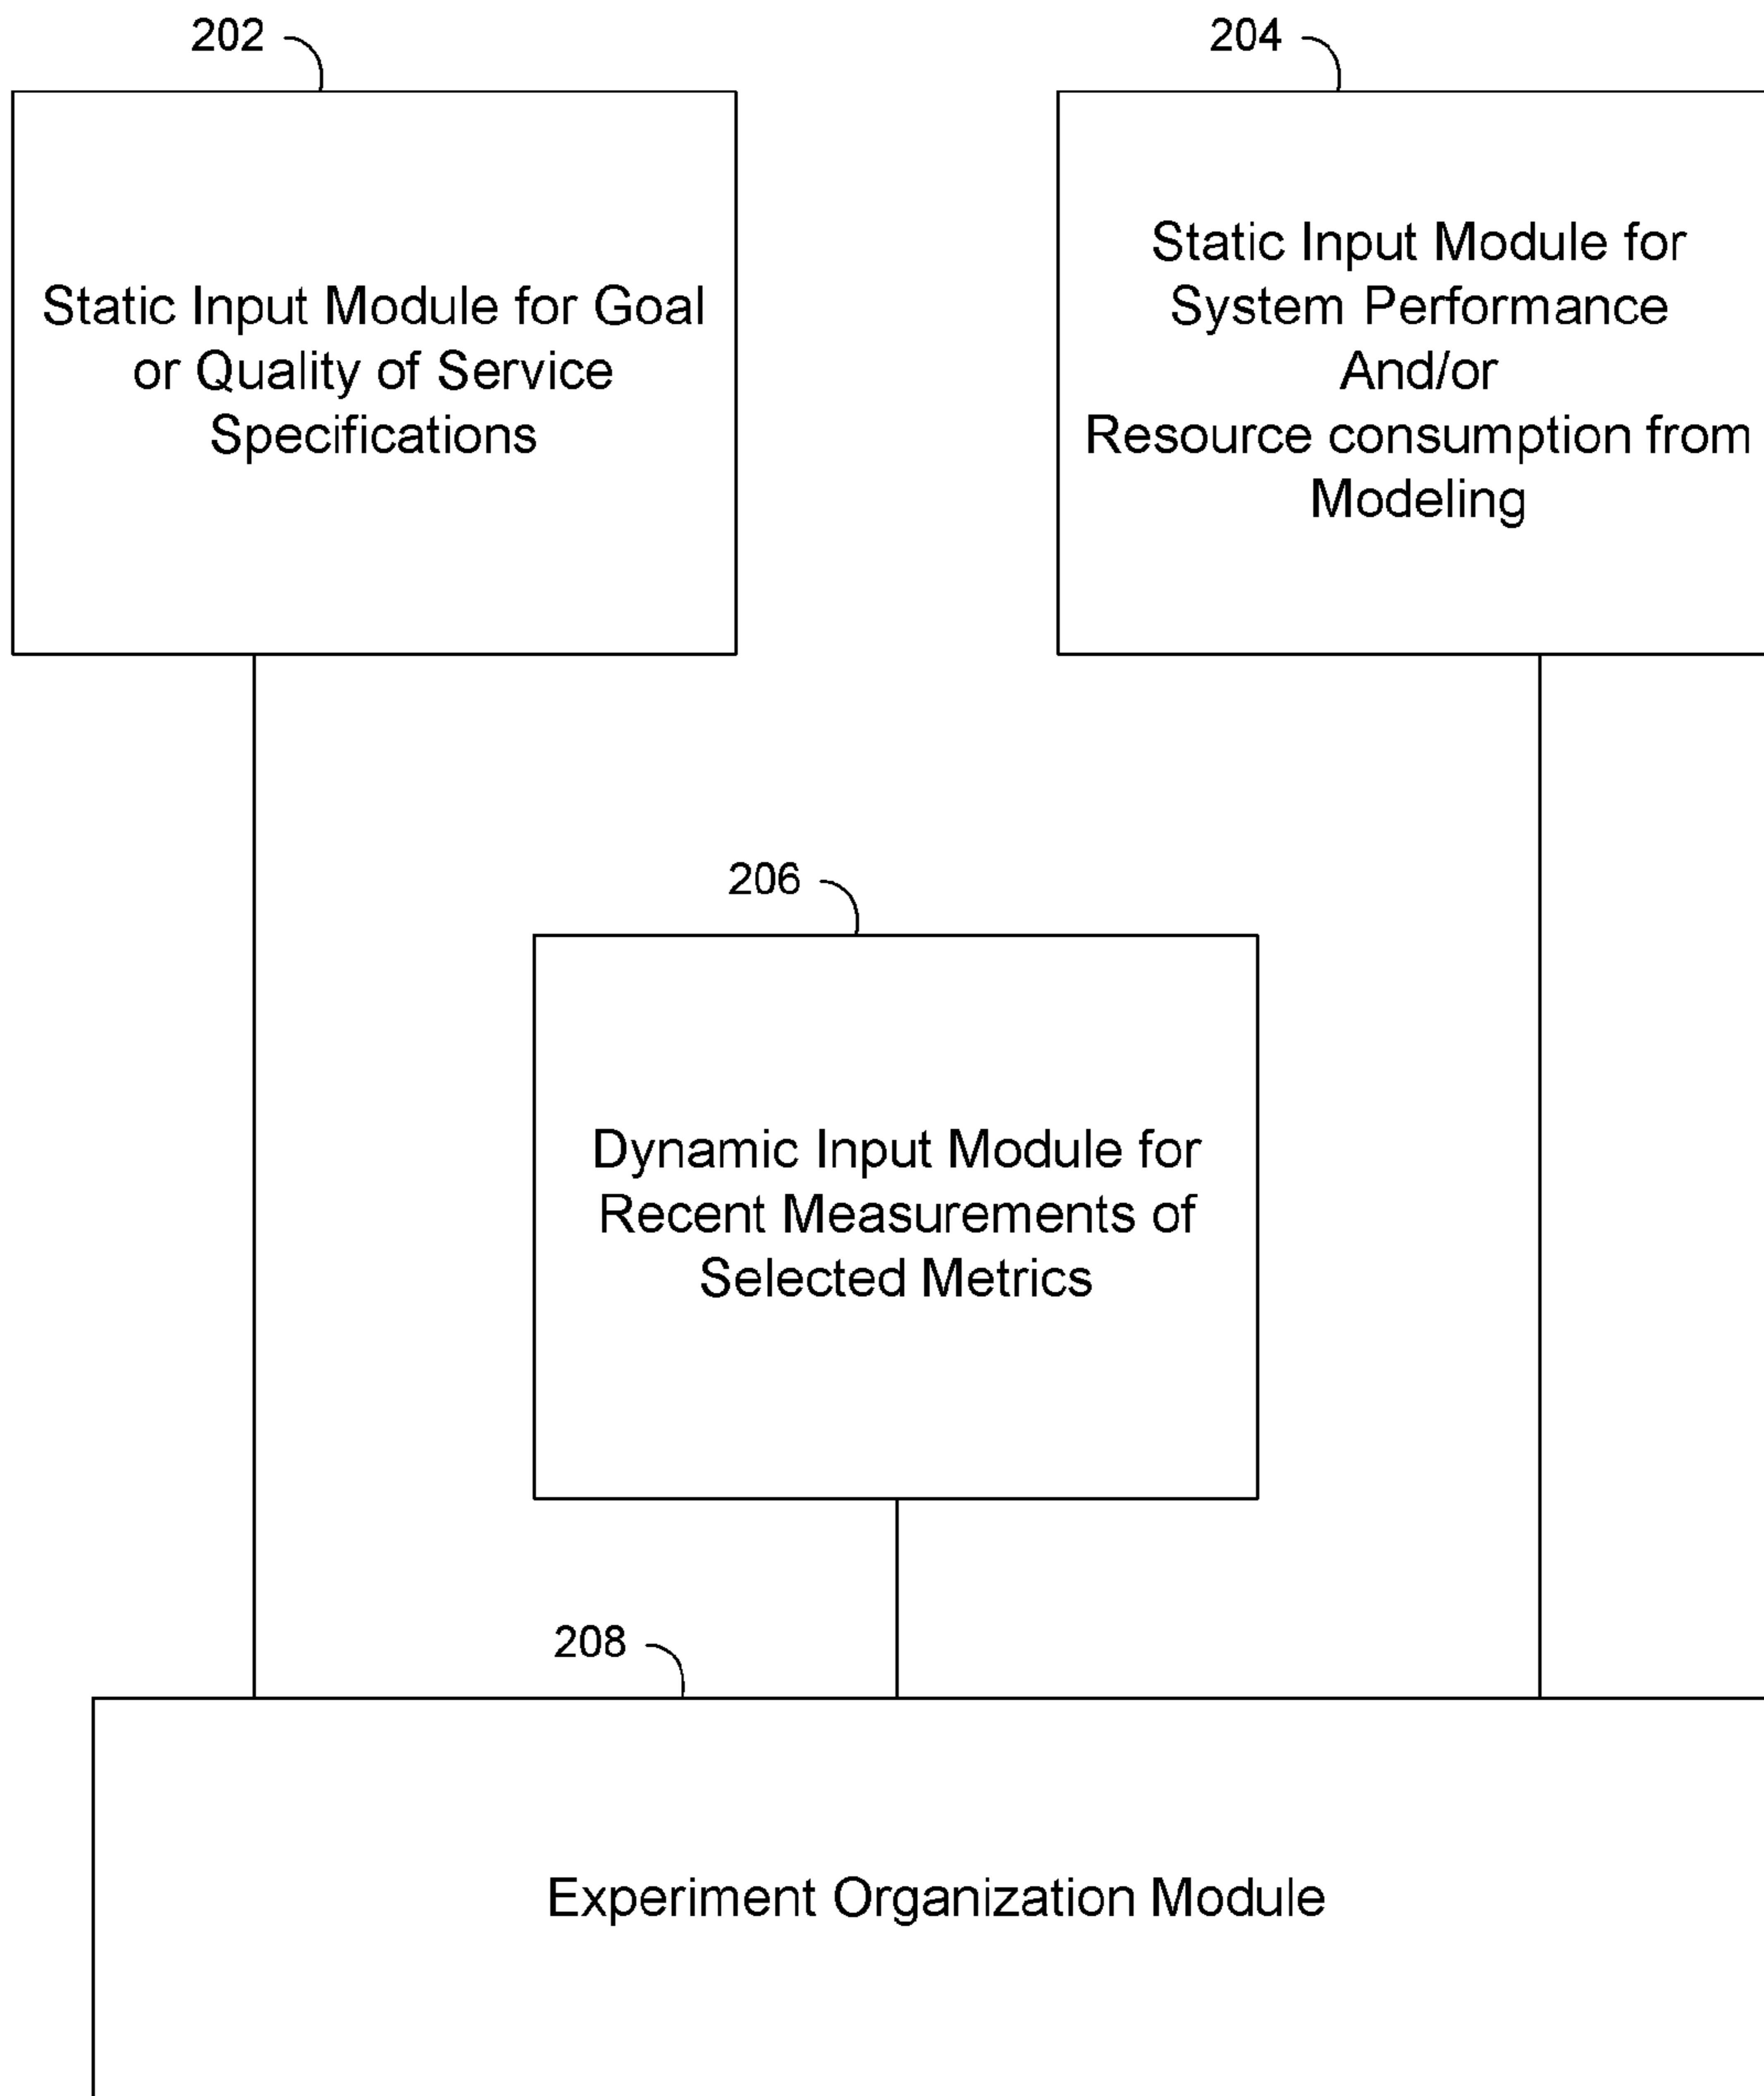 202
Static Input Module for Goal
or Quality of Service
Specifications
204
Static Input Module for
System Performance
And/or
Resource consumption from
Modeling
206
Dynamic Input Module for
Recent Measurements of
Selected Metrics
208
Experiment Organization Module